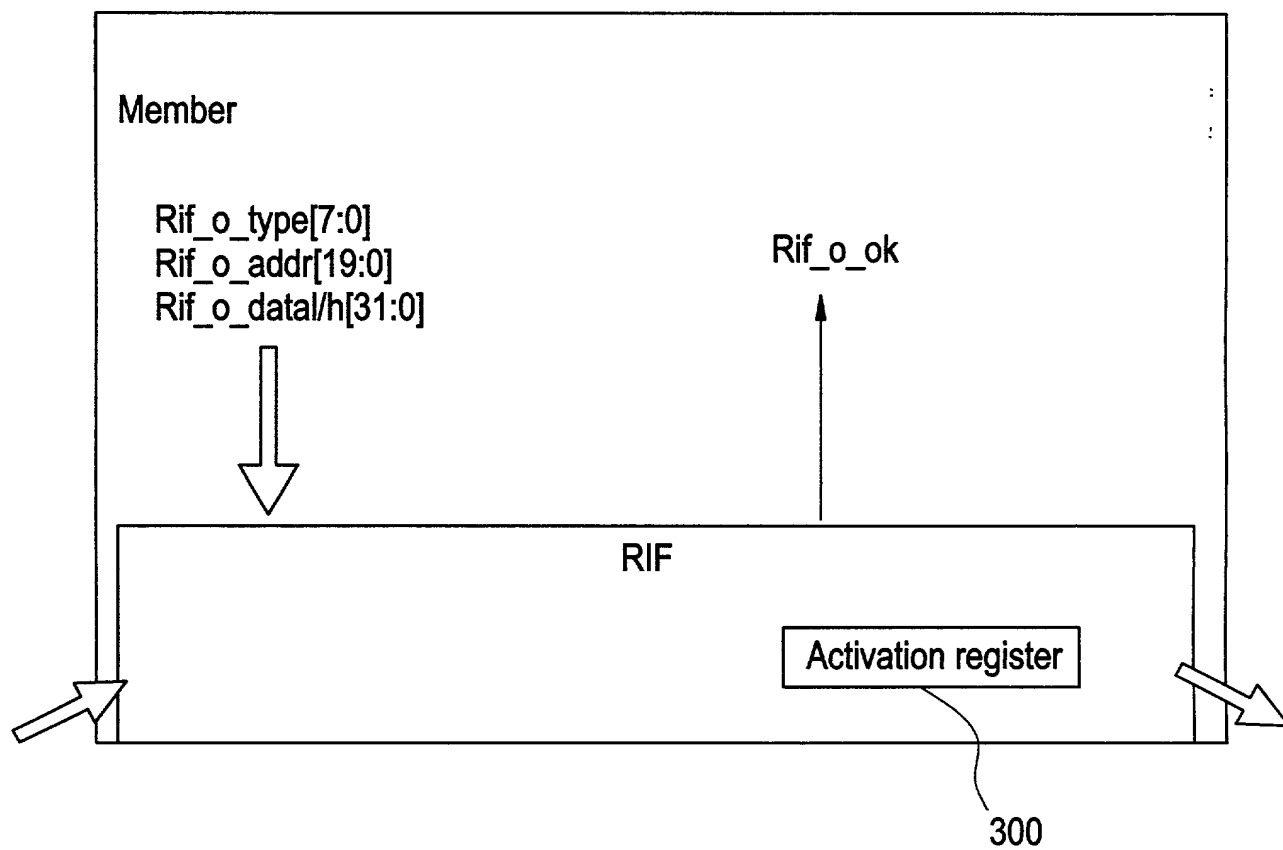 Member
Rif_o_type[7:0]
Rif_o_addr[19:0]
Rif_o_datal/h[31:0]
Rif_o_ok
RIF
Activation register
300